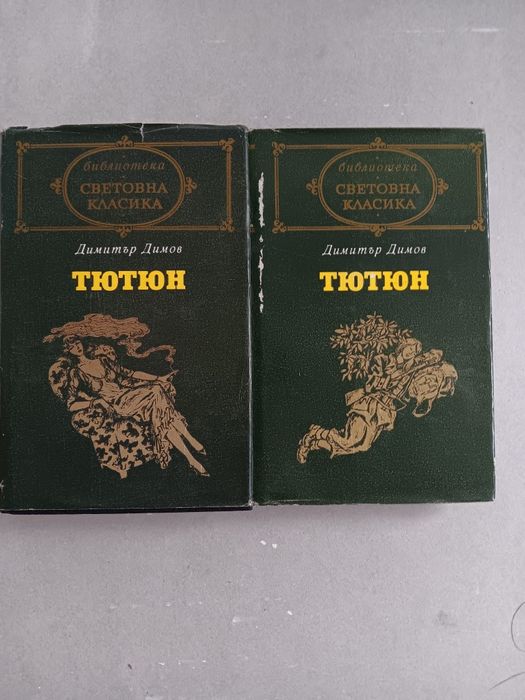 библиотека
СВЕТОВНА
КЛАСИКА
Димитър Димов
ТЮТЮН
библиотека
СВЕТОВНА
КЛАСИКА
Димитър Димов
ТЮТЮН